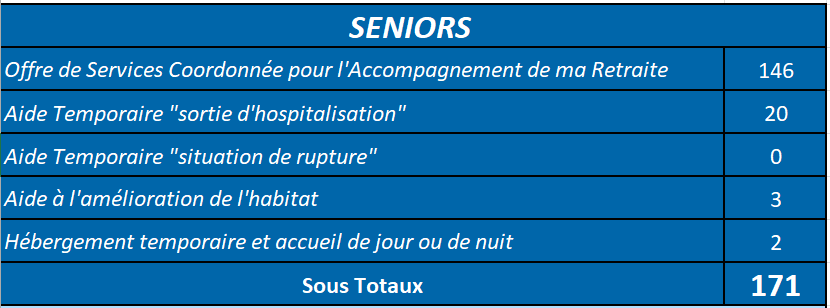 SENIORS
Offre de Services Coordonnée pour l'Accompagnement de ma Retraite 146
Aide Temporaire "sortie d'hospitalisation" 20
Aide Temporaire "situation de rupture" 0
Aide à l'amélioration de l'habitat 3
Hébergement temporaire et accueil de jour ou de nuit 2
Sous Totaux 171